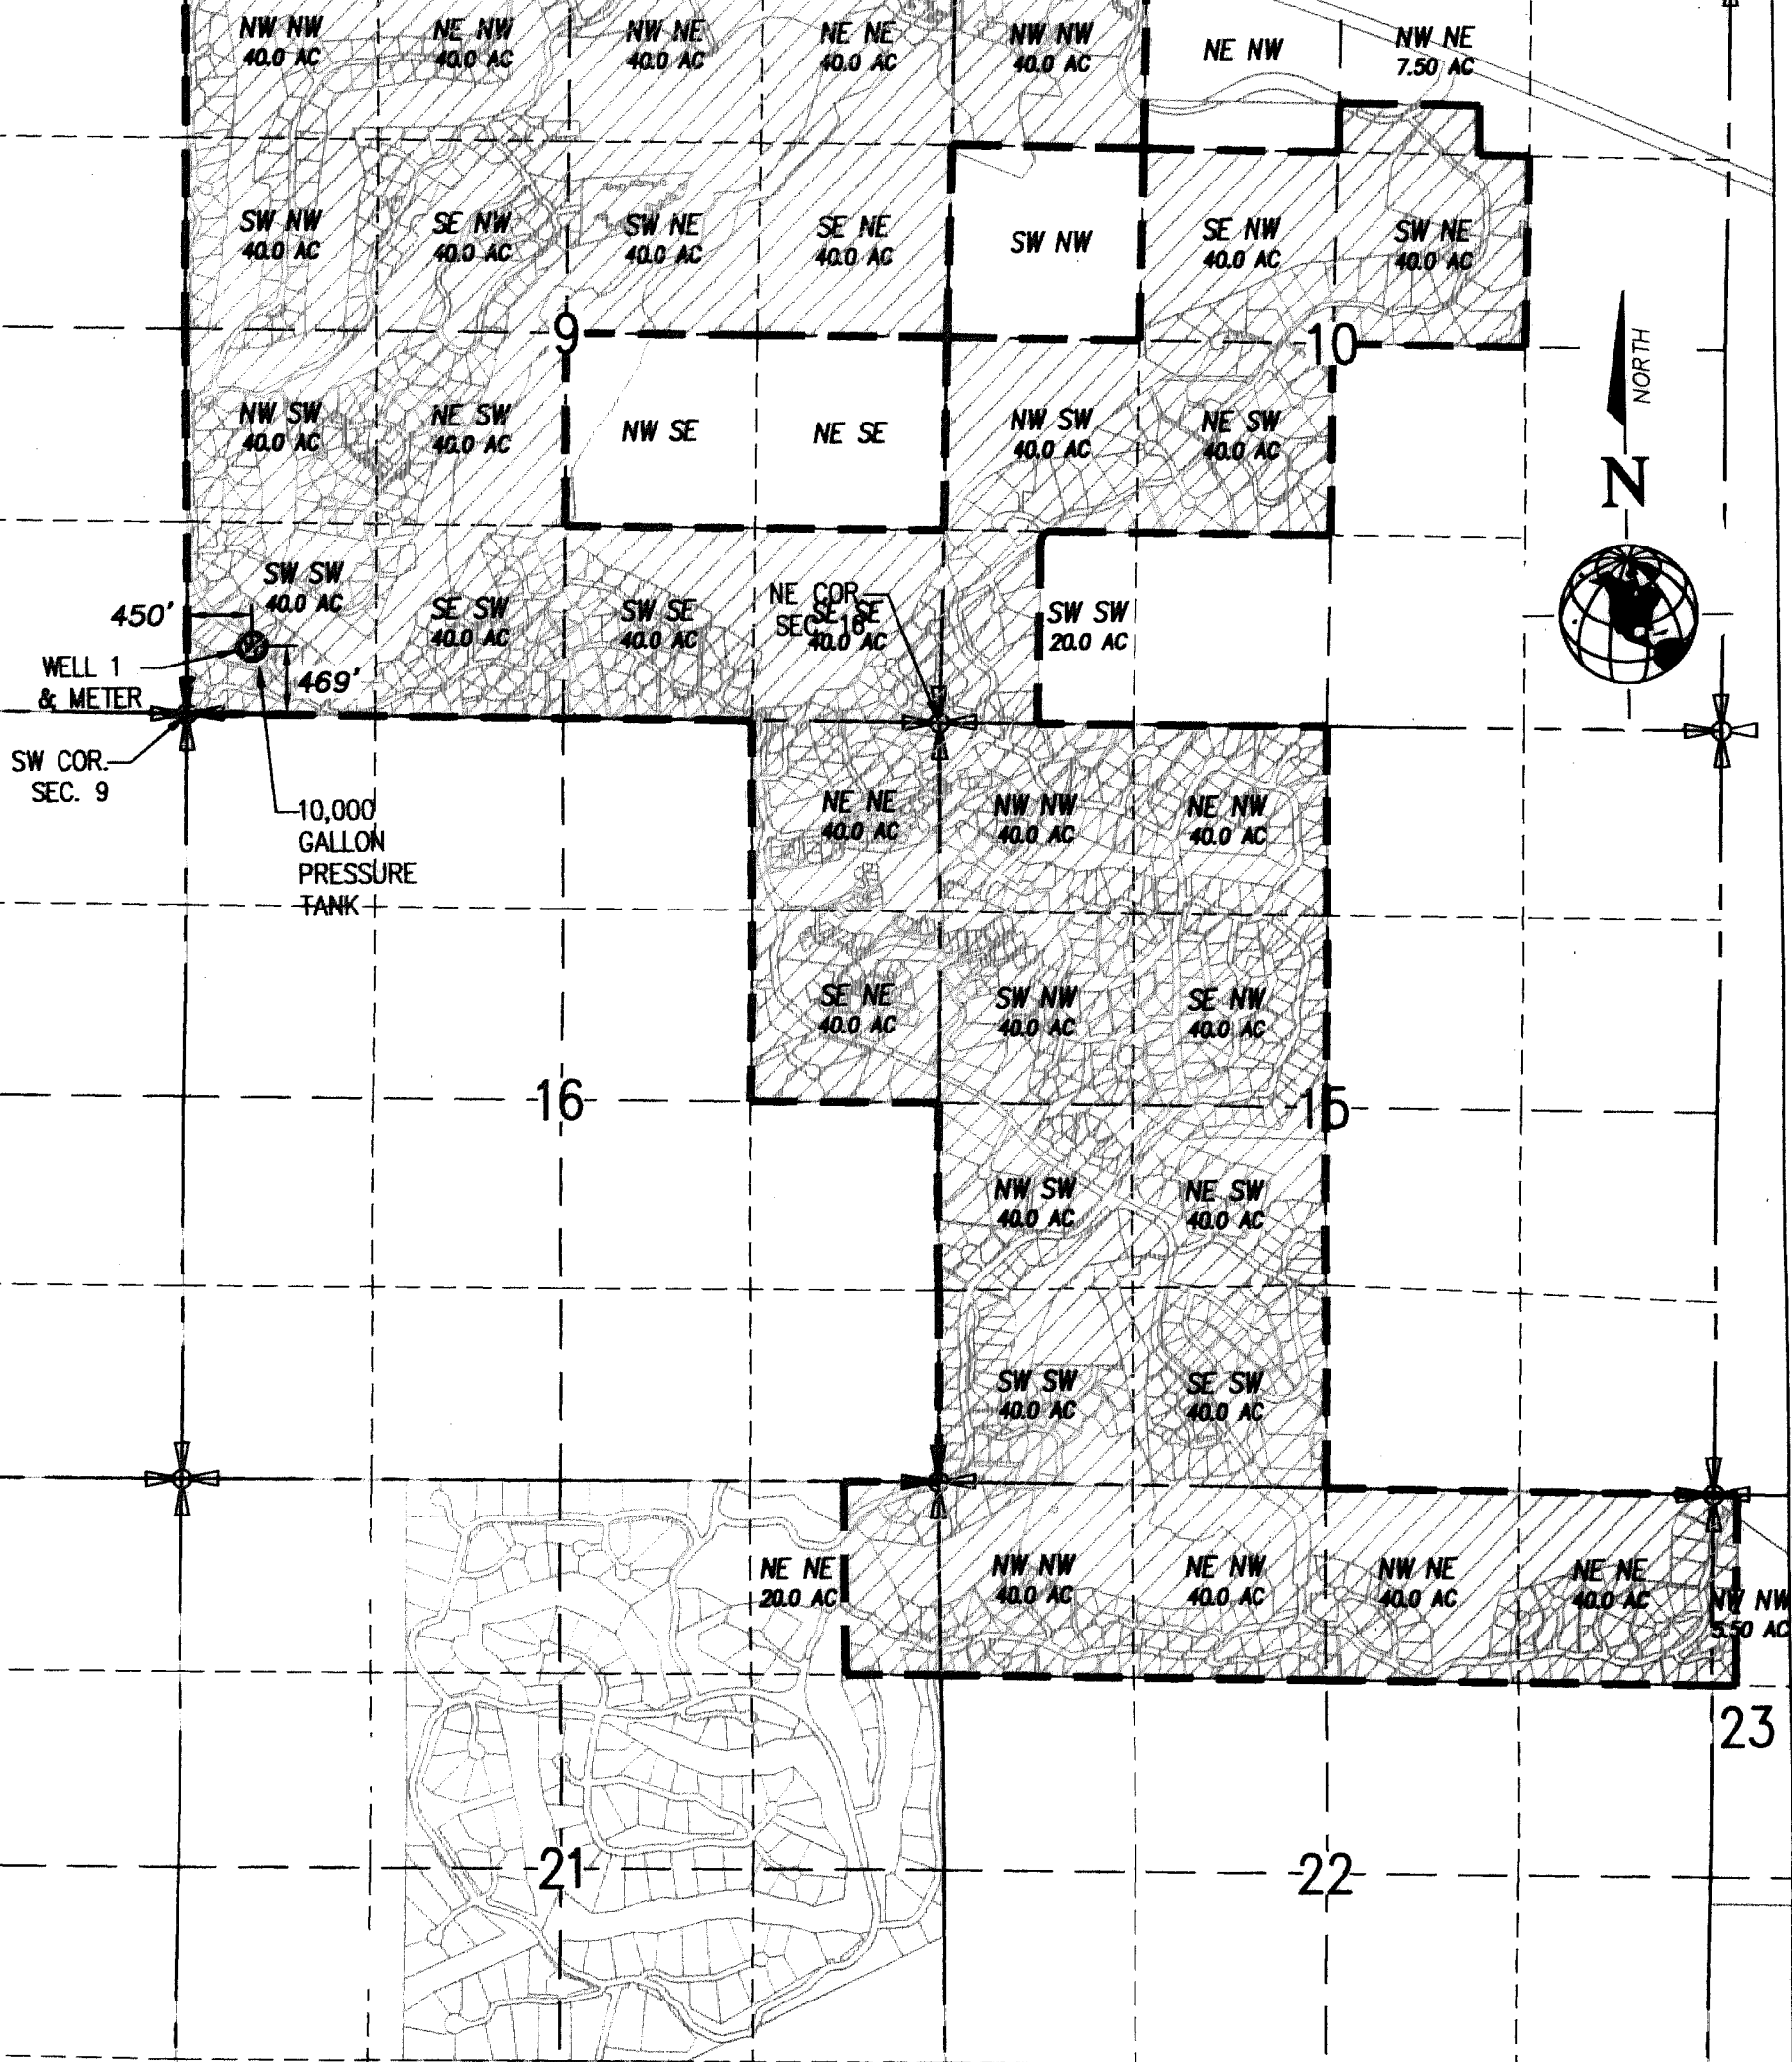 NW NW
40.0 AC
NE NW
40.0 AC
NW NE
40.0 AC
NE NE
40.0 AC
NW NW
40.0 AC
NE NW
NW NE
7.50 AC
SW NW
40.0 AC
SE NW
40.0 AC
SW NE
40.0 AC
SE NE
40.0 AC
SW NW
SE NW
40.0 AC
SW NE
40.0 AC
9
10
NORTH
N
NW SW
40.0 AC
NE SW
40.0 AC
NW SE
NE SE
NW SW
40.0 AC
NE SW
40.0 AC
SW SW
40.0 AC
SE SW
40.0 AC
SW SE
40.0 AC
NE COR.
SEC. 16
SE SE
40.0 AC
SW SW
20.0 AC
450'
469'
WELL 1
& METER
SW COR.
SEC. 9
10,000
GALLON
PRESSURE
TANK
NE NE
40.0 AC
NW NW
40.0 AC
NE NW
40.0 AC
SE NE
40.0 AC
SW NW
40.0 AC
SE NW
40.0 AC
16
15
NW SW
40.0 AC
NE SW
40.0 AC
SW SW
40.0 AC
SE SW
40.0 AC
NE NE
20.0 AC
NW NW
40.0 AC
NE NW
40.0 AC
NW NE
40.0 AC
NE NE
40.0 AC
NW NW
5.50 AC
23
21
22